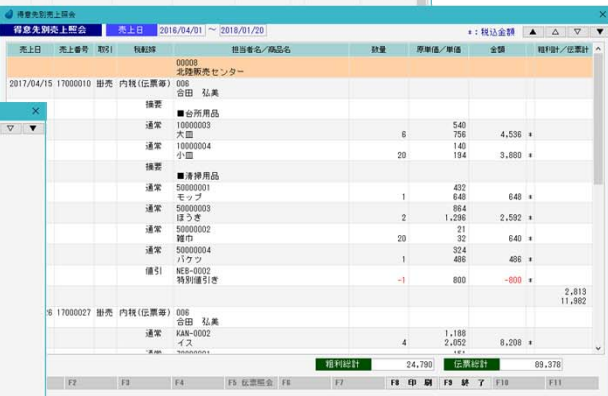 得意先別売上照会
得意先別売上照会 売上日 2016/04/01 ～ 2018/01/20 *：税込金額 ▲ △ ▽ ▼
売上日 売上番号 取引 税転嫁 担当者名／商品名 数量 原単価／単価 金額 粗利計／伝票計
00008
北陸販売センター
2017/04/15 17000010 掛売 内税(伝票毎) 006
合田 弘美
摘要
■台所用品
通常 10000003 540
大皿 6 756 4,536 *
通常 10000004 140
小皿 20 194 3,880 *
摘要
■清掃用品
通常 50000001 432
モップ 1 648 648 *
通常 50000003 864
ほうき 2 1,296 2,592 *
通常 50000002 21
雑巾 20 32 640 *
通常 50000004 324
バケツ 1 486 486 *
値引 NEB-0002
特別値引き -1 800 -800 *
2,813
11,982
6 17000027 掛売 内税(伝票毎) 006
合田 弘美
通常 KAN-0002 1,188
イス 4 2,052 8,208 *
粗利総計 24,790 伝票総計 89,378
F2 F3 F4 F5 伝票照会 F6 F7 F8 印 刷 F9 終 了 F10 F11